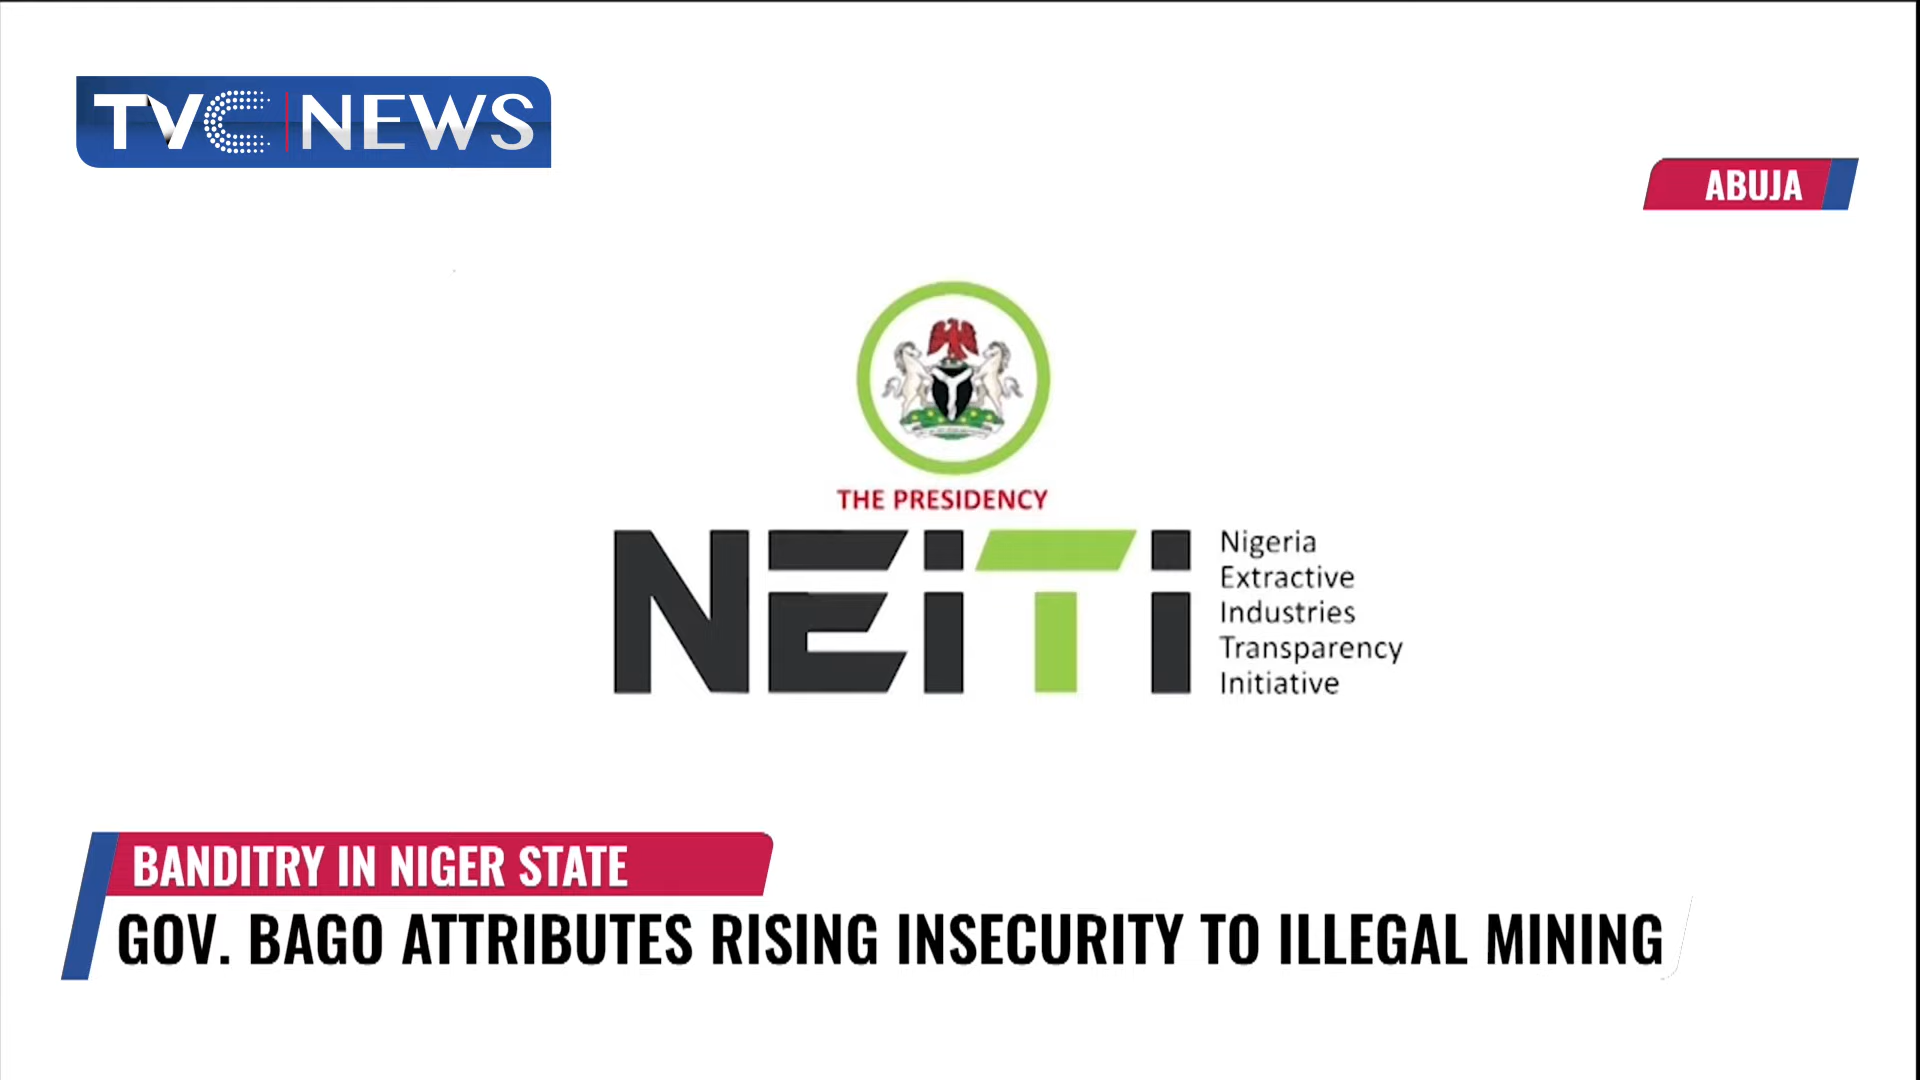 TVC NEWS
ABUJA
THE PRESIDENCY
NEITI
Nigeria
Extractive
Industries
Transparency
Initiative
BANDITRY IN NIGER STATE
GOV. BAGO ATTRIBUTES RISING INSECURITY TO ILLEGAL MINING